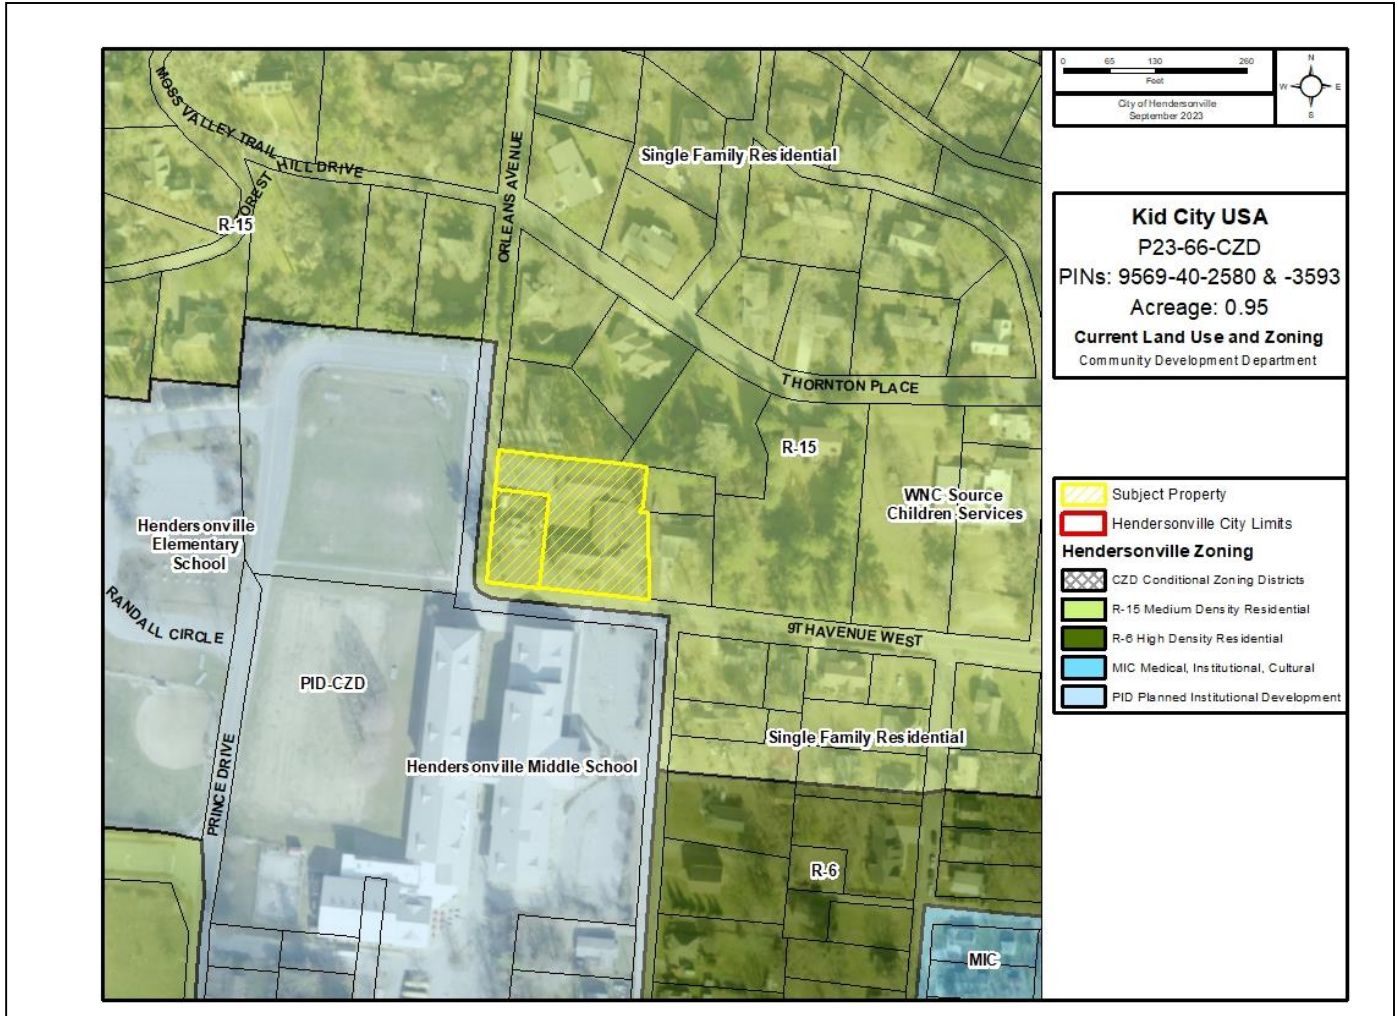 MOSS VALLEY TRAIL
FOREST HILL DRIVE
R-15
ORLEANS AVENUE
Single Family Residential
THORNTON PLACE
R-15
WNC Source
Children Services
Hendersonville
Elementary
School
RANDALL CIRCLE
PID-CZD
PRINCE DRIVE
Hendersonville Middle School
9TH AVENUE WEST
Single Family Residential
R-6
MIC
0 65 130 260
Feet
City of Hendersonville
September 2023
N
W E
S
Kid City USA
P23-66-CZD
PINs: 9569-40-2580 & -3593
Acreage: 0.95
Current Land Use and Zoning
Community Development Department
Subject Property
Hendersonville City Limits
Hendersonville Zoning
CZD Conditional Zoning Districts
R-15 Medium Density Residential
R-6 High Density Residential
MIC Medical, Institutional, Cultural
PID Planned Institutional Development